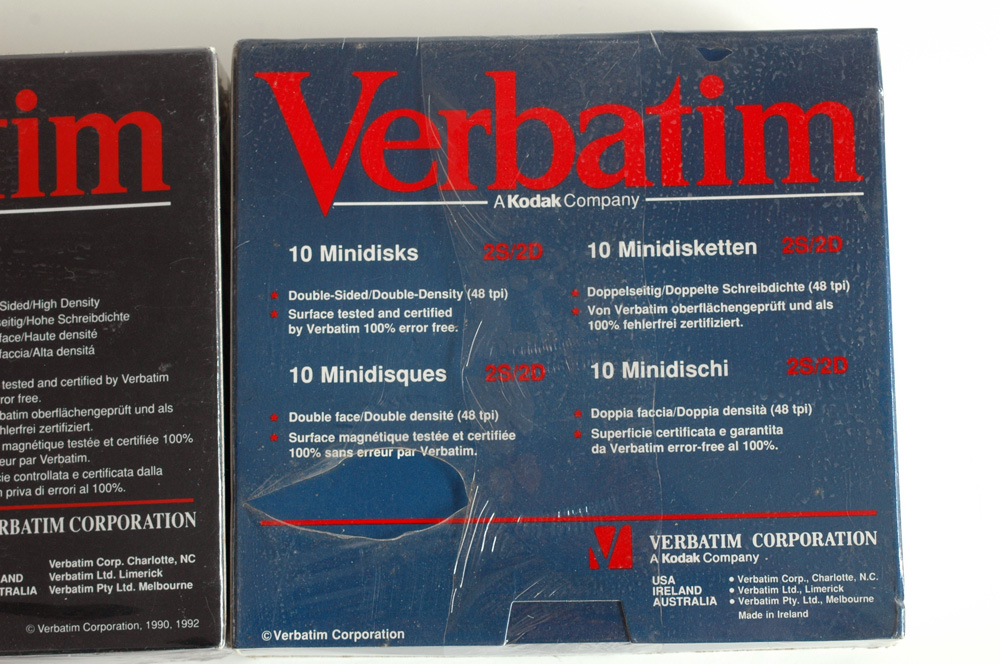 tim
Sided/High Density
seitig/Hohe Schreibdichte
face/Haute densité
faccia/Alta densitá
tested and certified by Verbatim
error free.
batim oberflächengeprüft und als
hlerfrei zertifiziert.
magnétique testée et certifiée 100%
eur par Verbatim.
cie controllata e certificata dalla
n priva di errori al 100%.
RBATIM CORPORATION
Verbatim Corp. Charlotte, NC
AND Verbatim Ltd. Limerick
TRALIA Verbatim Pty Ltd. Melbourne
© Verbatim Corporation, 1990, 1992
Verbatim
A Kodak Company
10 Minidisks 2S/2D
Double-Sided/Double-Density (48 tpi)
Surface tested and certified
by Verbatim 100% error free.
10 Minidisketten 2S/2D
Doppelseitig/Doppelte Schreibdichte (48 tpi)
Von Verbatim oberflächengeprüft und als
100% fehlerfrei zertifiziert.
10 Minidisques 2S/2D
Double face/Double densité (48 tpi)
Surface magnétique testée et certifiée
100% sans erreur par Verbatim.
10 Minidischi 2S/2D
Doppia faccia/Doppia densità (48 tpi)
Superficie certificata e garantita
da Verbatim error-free al 100%.
VERBATIM CORPORATION
A Kodak Company
USA • Verbatim Corp., Charlotte, N.C.
IRELAND • Verbatim Ltd., Limerick
AUSTRALIA • Verbatim Pty. Ltd., Melbourne
Made in Ireland
© Verbatim Corporation